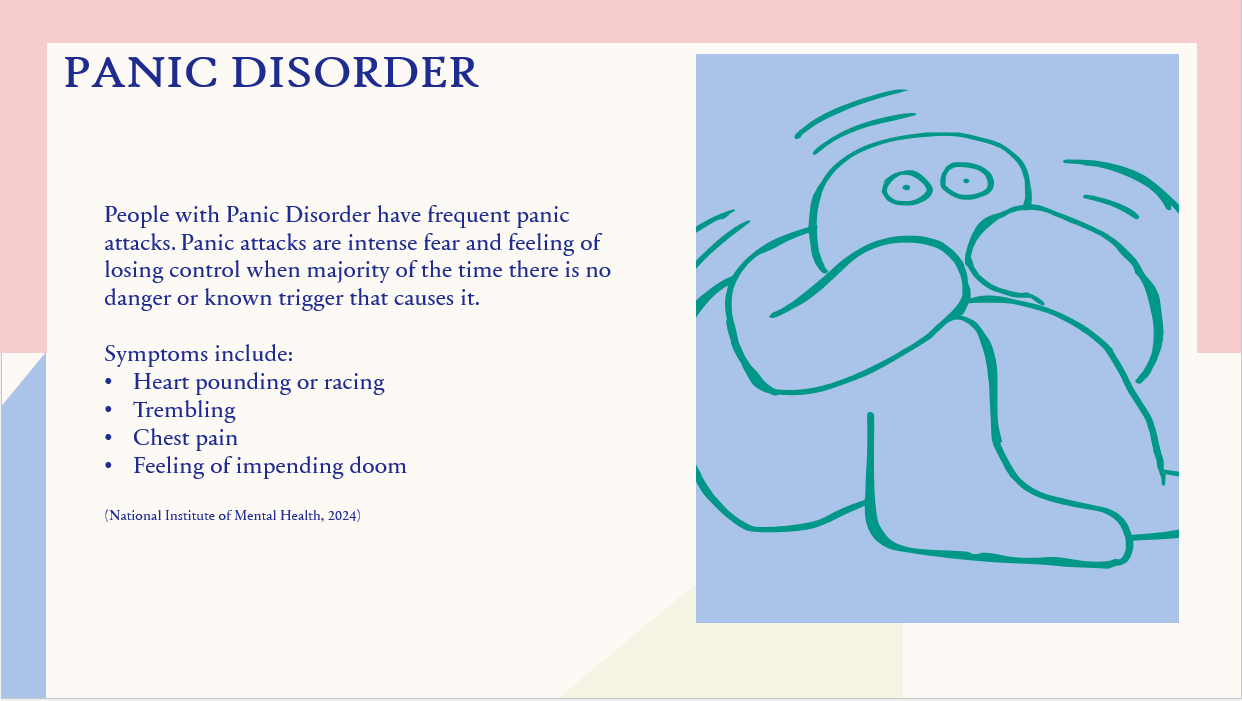 PANIC DISORDER
People with Panic Disorder have frequent panic
attacks. Panic attacks are intense fear and feeling of
losing control when majority of the time there is no
danger or known trigger that causes it.
Symptoms include:
• Heart pounding or racing
• Trembling
• Chest pain
• Feeling of impending doom
(National Institute of Mental Health, 2024)